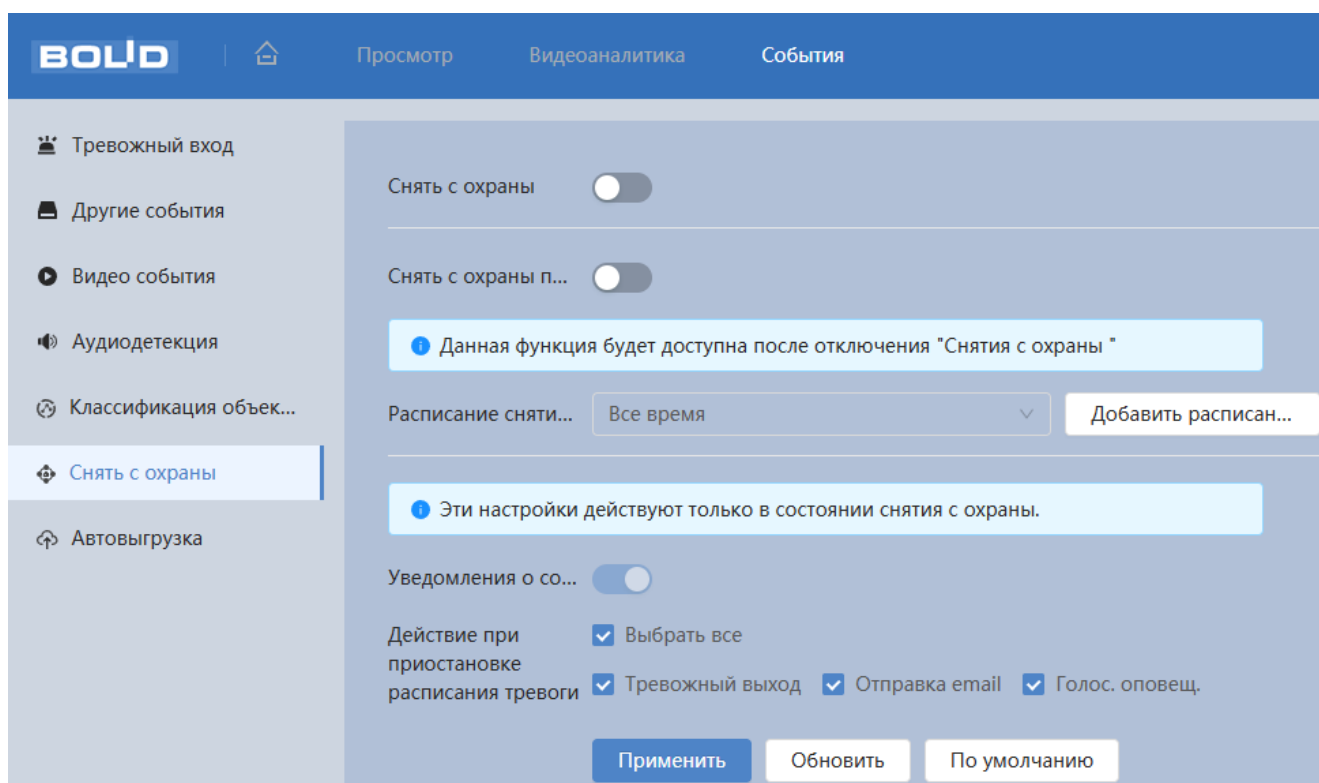 BOLID
Просмотр Видеоаналитика События
Тревожный вход
Другие события
Видео события
Аудиодетекция
Классификация объек...
Снять с охраны
Автовыгрузка
Снять с охраны
Снять с охраны п...
Данная функция будет доступна после отключения "Снятия с охраны "
Расписание сняти... Все время Добавить расписан...
Эти настройки действуют только в состоянии снятия с охраны.
Уведомления о со...
Действие при
приостановке
расписания тревоги
Выбрать все
Тревожный выход Отправка email Голос. оповещ.
Применить Обновить По умолчанию